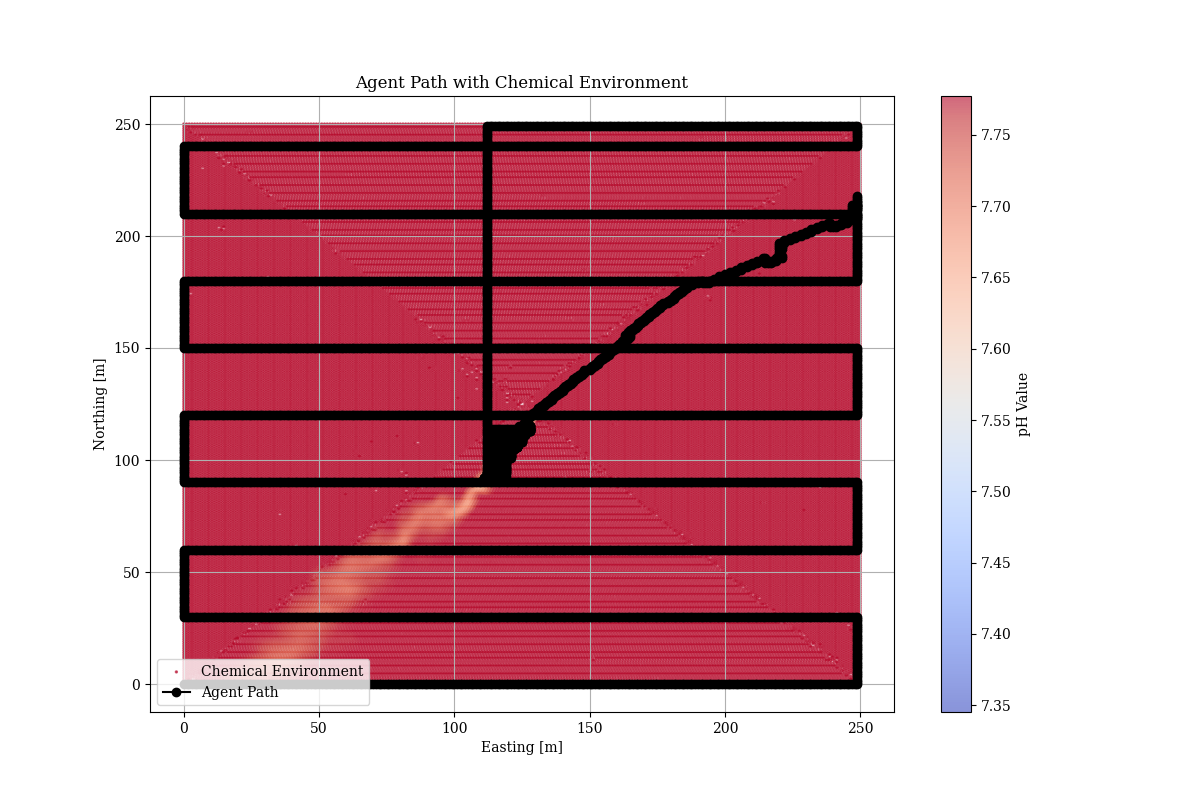 Agent Path with Chemical Environment
250
200
150
100
50
0
Northing [m]
Chemical Environment
Agent Path
0 50 100 150 200 250
Easting [m]
7.75
7.70
7.65
7.60
7.55
7.50
7.45
7.40
7.35
pH Value